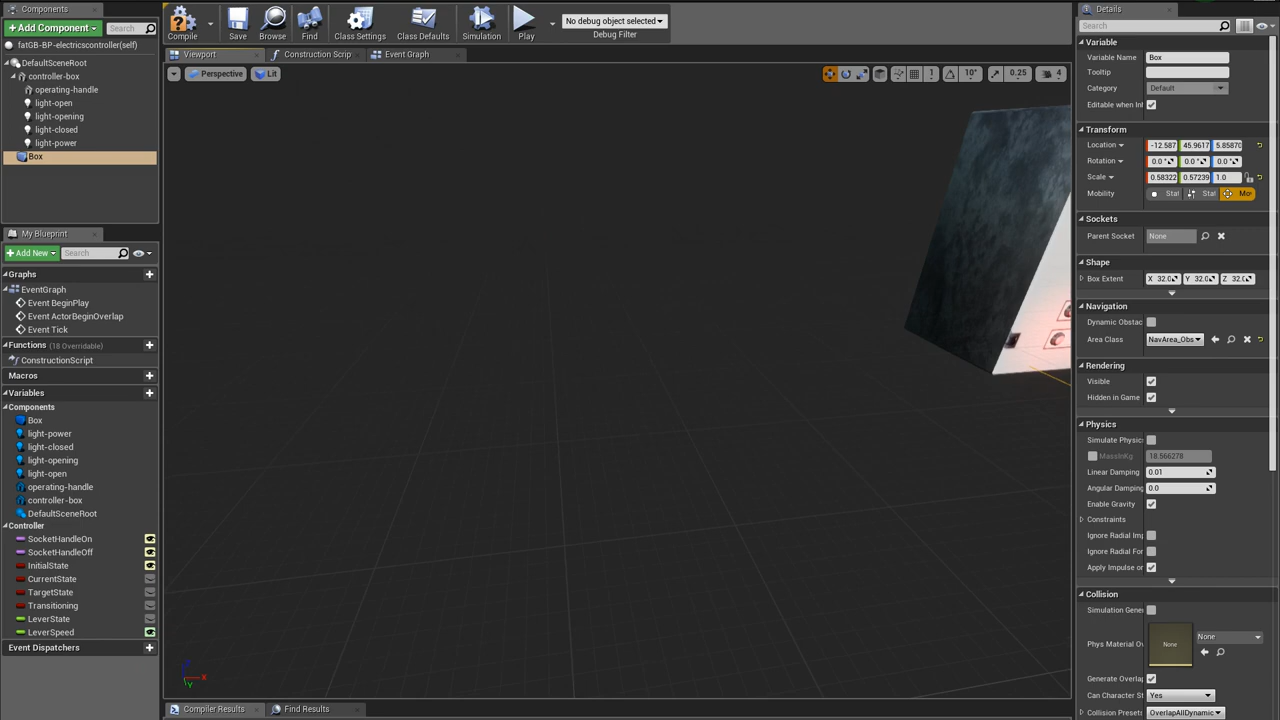 Components
Add Component
Search
fatGB-BP-electricscontroller(self)
DefaultSceneRoot
controller-box
operating-handle
light-open
light-opening
light-closed
light-power
Box
My Blueprint
Add New
Search
Graphs
EventGraph
Event BeginPlay
Event ActorBeginOverlap
Event Tick
Functions (18 Overridable)
ConstructionScript
Macros
Variables
Components
Box
light-power
light-closed
light-opening
light-open
operating-handle
controller-box
DefaultSceneRoot
Controller
SocketHandleOn
SocketHandleOff
InitialState
CurrentState
TargetState
Transitioning
LeverState
LeverSpeed
Event Dispatchers
Compile
Save
Browse
Find
Class Settings
Class Defaults
Simulation
Play
No debug object selected
Debug Filter
Viewport
Construction Scrip
Event Graph
Perspective
Lit
1
10°
0.25
4
X
Y
Z
Compiler Results
Find Results
Details
Search
Variable
Variable Name Box
Tooltip
Category Default
Editable when Inl
Transform
Location -12.587 45.9617 5.85870
Rotation 0.0 ° 0.0 ° 0.0 °
Scale 0.58322 0.57239 1.0
Mobility Stat Stat Mov
Sockets
Parent Socket None
Shape
Box Extent X 32.0 Y 32.0 Z 32.0
Navigation
Dynamic Obstac
Area Class NavArea_Obs
Rendering
Visible
Hidden in Game
Physics
Simulate Physic
MassInKg 18.566278
Linear Damping 0.01
Angular Damping 0.0
Enable Gravity
Constraints
Ignore Radial Imp
Ignore Radial For
Apply Impulse or
Collision
Simulation Gener
Phys Material Ov None None
Generate Overlap
Can Character St Yes
Collision Presets OverlapAllDynamic